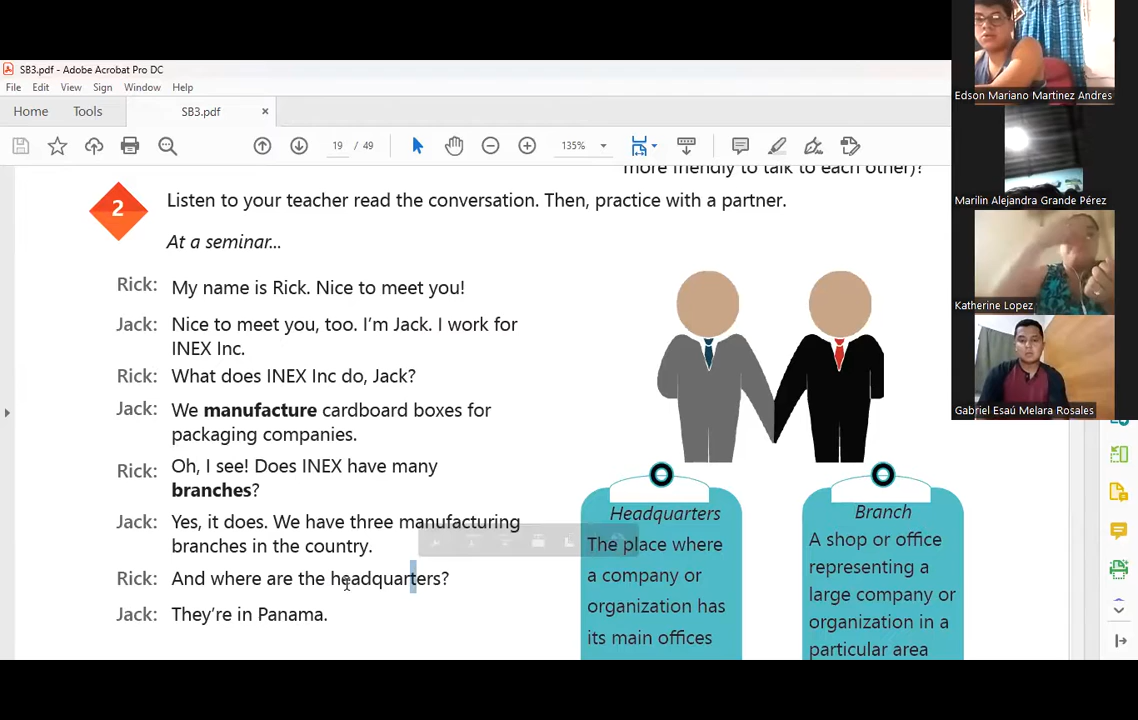 SB3.pdf - Adobe Acrobat Pro DC
File Edit View Sign Window Help
Home Tools SB3.pdf ×
19 / 49 135%
more friendly to talk to each other)?
2 Listen to your teacher read the conversation. Then, practice with a partner.
At a seminar...
Rick: My name is Rick. Nice to meet you!
Jack: Nice to meet you, too. I'm Jack. I work for
INEX Inc.
Rick: What does INEX Inc do, Jack?
Jack: We manufacture cardboard boxes for
packaging companies.
Rick: Oh, I see! Does INEX have many
branches?
Jack: Yes, it does. We have three manufacturing
branches in the country.
Rick: And where are the headquarters?
Jack: They're in Panama.
Headquarters
The place where
a company or
organization has
its main offices
Branch
A shop or office
representing a
large company or
organization in a
particular area
Edson Mariano Martinez Andres
Marilin Alejandra Grande Pérez
Katherine Lopez
Gabriel Esaú Melara Rosales